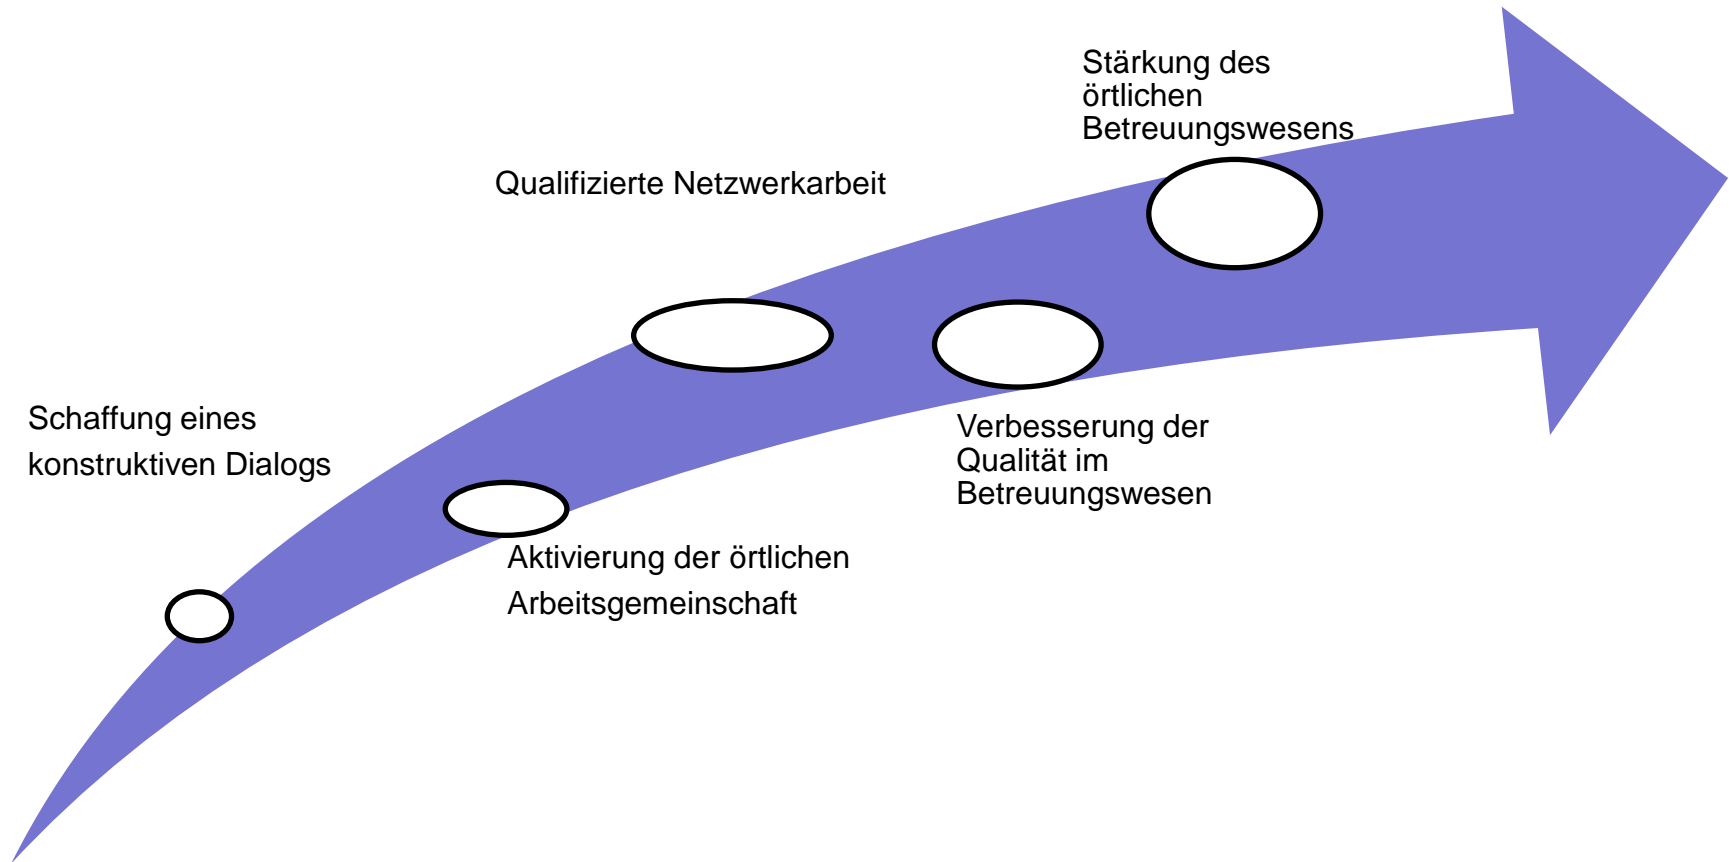 Stärkung des
örtlichen
Betreuungswesens
Qualifizierte Netzwerkarbeit
Schaffung eines
konstruktiven Dialogs
Verbesserung der
Qualität im
Betreuungswesen
Aktivierung der örtlichen
Arbeitsgemeinschaft